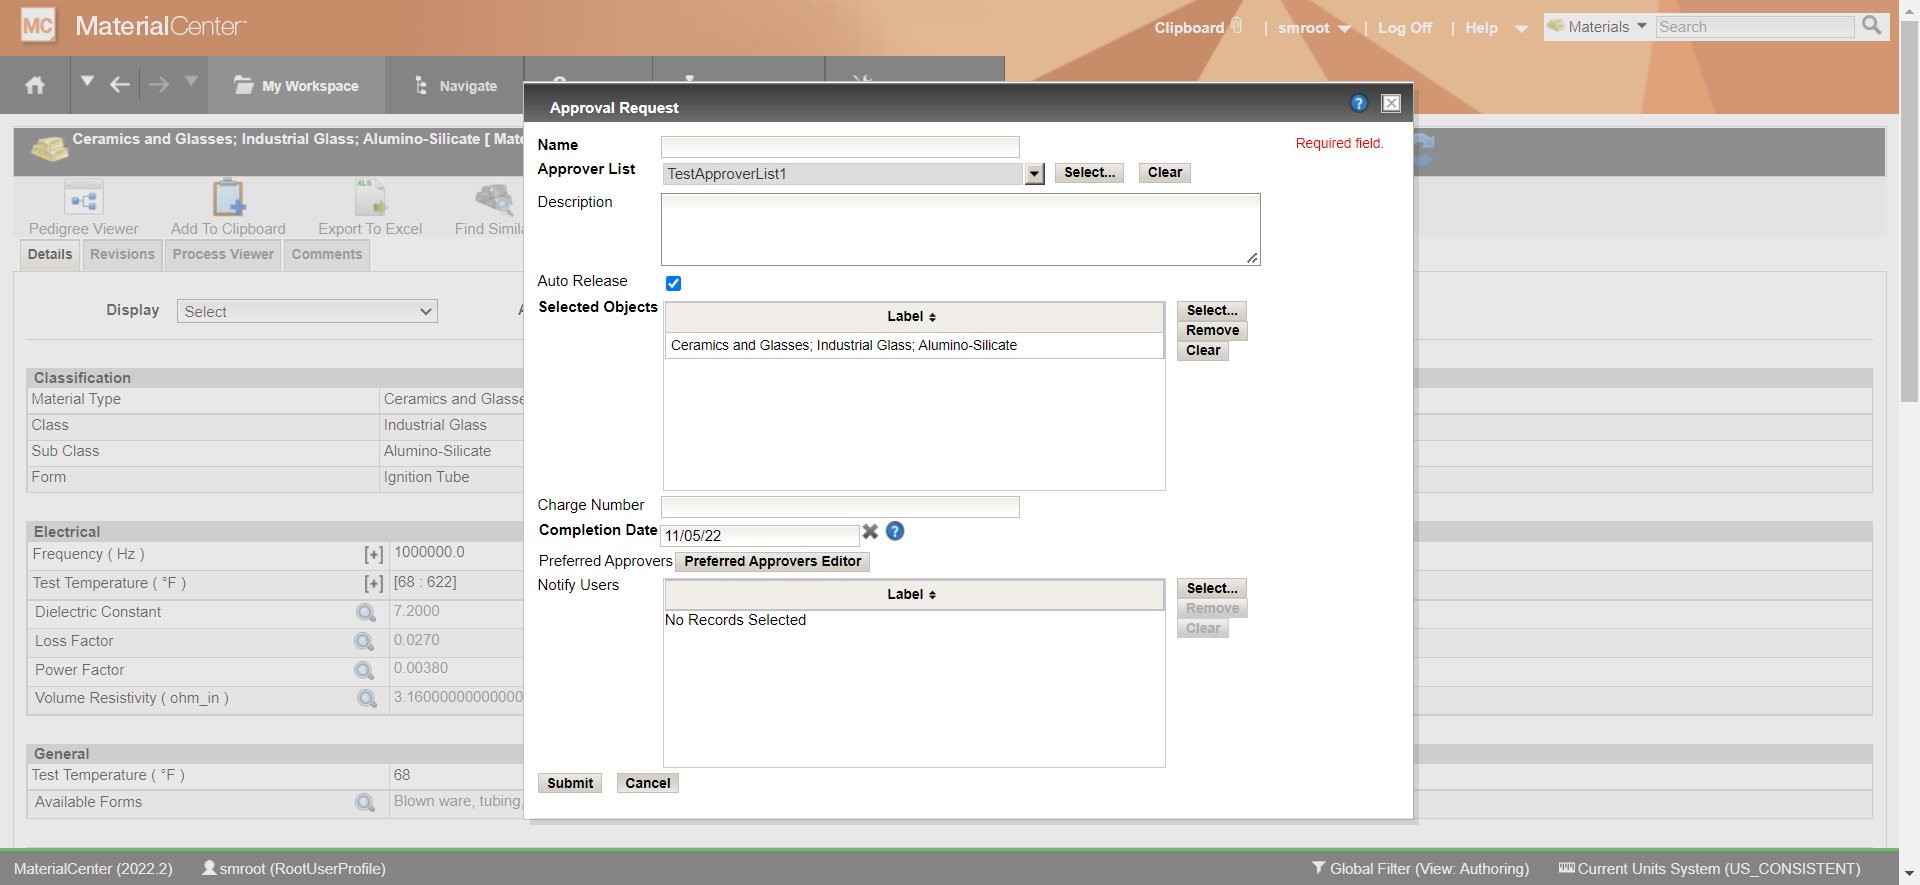 MC MaterialCenter
Clipboard | smroot | Log Off | Help
Materials Search
My Workspace Navigate
Approval Request
Ceramics and Glasses; Industrial Glass; Alumino-Silicate [ Mate
Pedigree Viewer Add To Clipboard Export To Excel Find Simila
XLS
Details Revisions Process Viewer Comments
Display Select
Classification
Material Type Ceramics and Glasse
Class Industrial Glass
Sub Class Alumino-Silicate
Form Ignition Tube
Electrical
Frequency ( Hz ) [+] 1000000.0
Test Temperature ( °F ) [+] [68 : 622]
Dielectric Constant 7.2000
Loss Factor 0.0270
Power Factor 0.00380
Volume Resistivity ( ohm_in ) 3.16000000000000
General
Test Temperature ( °F ) 68
Available Forms Blown ware, tubing,
Name Required field.
Approver List TestApproverList1 Select... Clear
Description
Auto Release
Selected Objects Label Select...
Remove
Ceramics and Glasses; Industrial Glass; Alumino-Silicate Clear
Charge Number
Completion Date 11/05/22
Preferred Approvers Preferred Approvers Editor
Notify Users Label Select...
Remove
No Records Selected Clear
Submit Cancel
MaterialCenter (2022.2) smroot (RootUserProfile) Global Filter (View: Authoring) Current Units System (US_CONSISTENT)